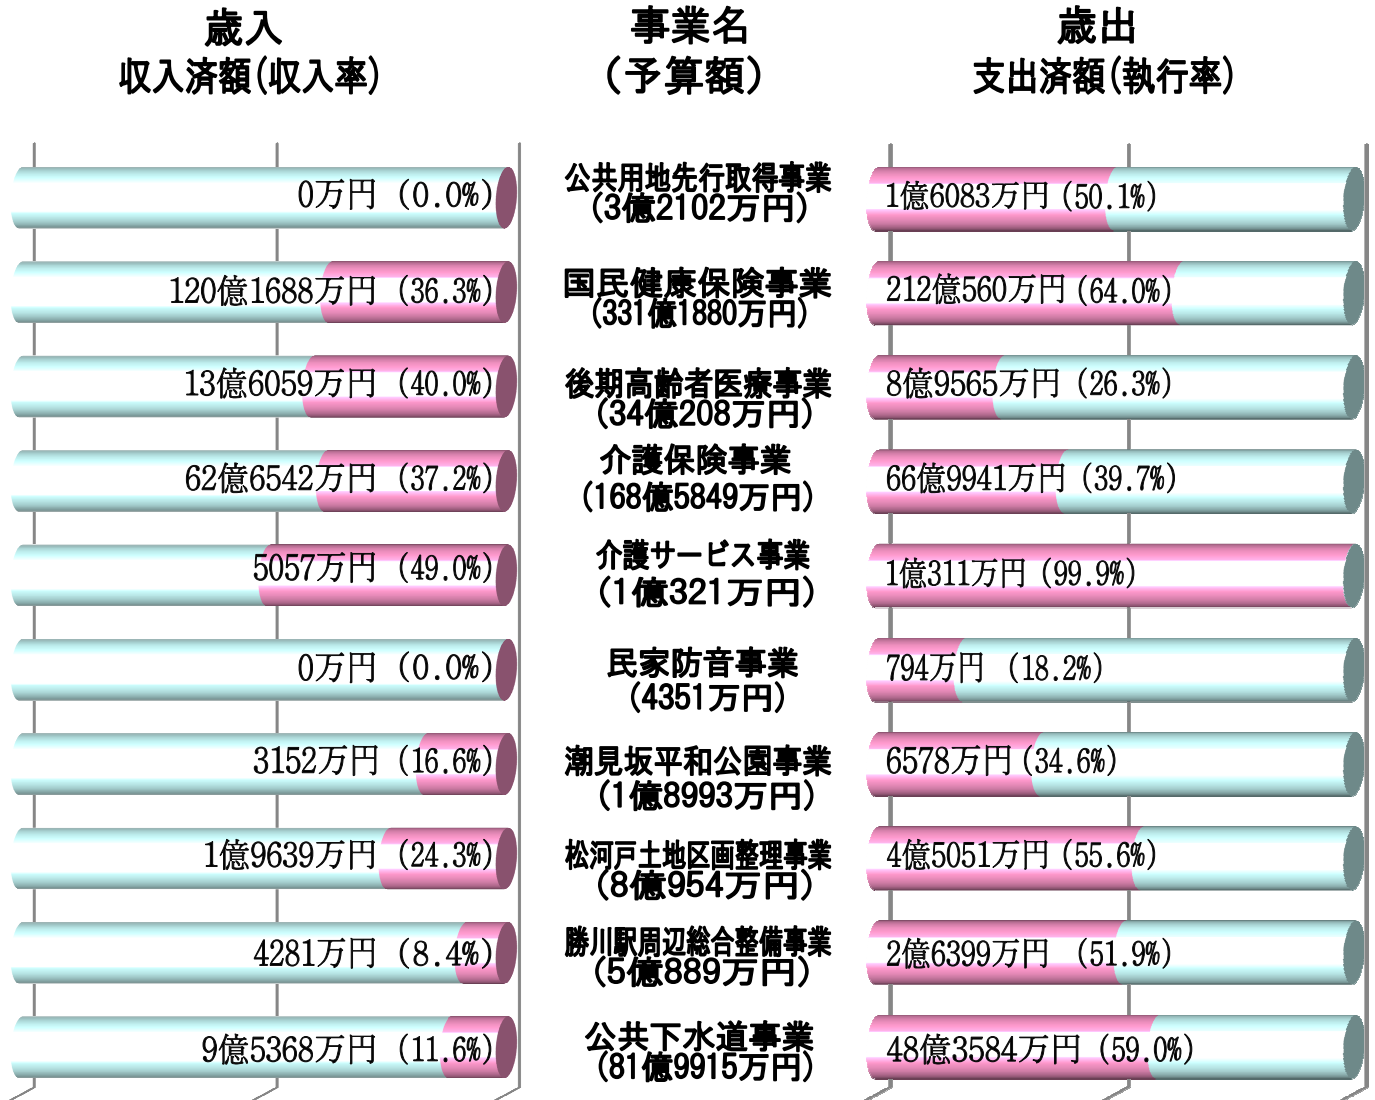 歳入 事業名 歳出
収入済額(収入率) (予算額) 支出済額(執行率)
0万円 (0.0%) 公共用地先行取得事業 1億6083万円 (50.1%)
(3億2102万円)
120億1688万円 (36.3%) 国民健康保険事業 212億560万円 (64.0%)
(331億1880万円)
13億6059万円 (40.0%) 後期高齢者医療事業 8億9565万円 (26.3%)
(34億208万円)
62億6542万円 (37.2%) 介護保険事業 66億9941万円 (39.7%)
(168億5849万円)
5057万円 (49.0%) 介護サービス事業 1億311万円 (99.9%)
(1億321万円)
0万円 (0.0%) 民家防音事業 794万円 (18.2%)
(4351万円)
3152万円 (16.6%) 潮見坂平和公園事業 6578万円 (34.6%)
(1億8993万円)
1億9639万円 (24.3%) 松河戸土地区画整理事業 4億5051万円 (55.6%)
(8億954万円)
4281万円 (8.4%) 勝川駅周辺総合整備事業 2億6399万円 (51.9%)
(5億889万円)
9億5368万円 (11.6%) 公共下水道事業 48億3584万円 (59.0%)
(81億9915万円)